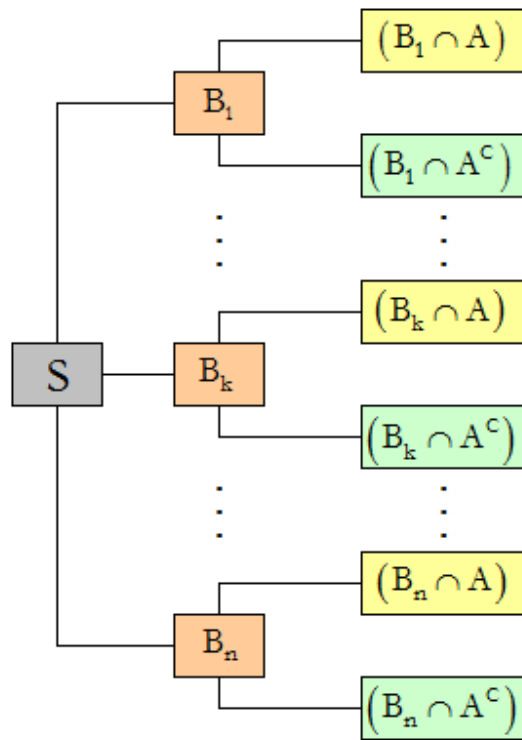 (B₁ ∩ A)
B₁
(B₁ ∩ Aᶜ)
⋮ ⋮
(Bₖ ∩ A)
S Bₖ
(Bₖ ∩ Aᶜ)
⋮ ⋮
(Bₙ ∩ A)
Bₙ
(Bₙ ∩ Aᶜ)